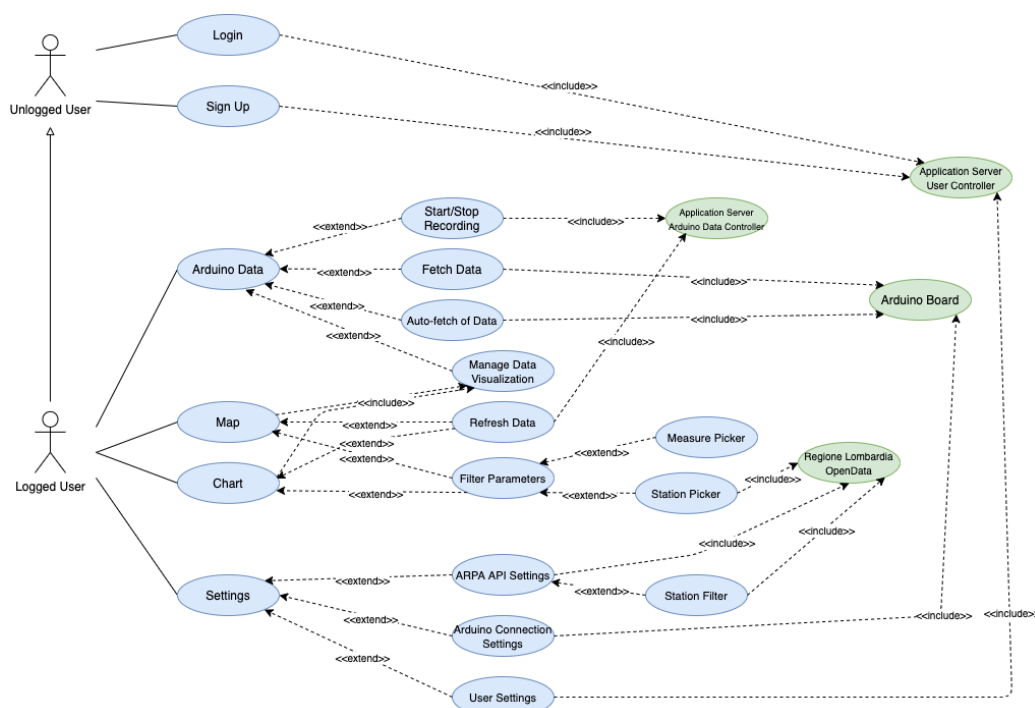 Login
<<include>>
Unlogged User
Sign Up
<<include>>
Application Server
User Controller
Start/Stop
Recording
<<extend>>
<<include>>
Application Server
Arduino Data Controller
Arduino Data
<<extend>>
Fetch Data
<<include>>
Arduino Board
<<extend>>
Auto-fetch of Data
<<include>>
<<extend>>
<<include>>
Manage Data
Visualization
<<include>>
Map
<<extend>>
Refresh Data
<<extend>>
Measure Picker
<<extend>>
<<extend>>
Logged User
Chart
Filter Parameters
<<extend>>
<<extend>>
Station Picker
<<include>>
Regione Lombardia
OpenData
<<include>>
Settings
<<extend>>
ARPA API Settings
<<extend>>
Station Filter
<<include>>
<<extend>>
Arduino Connection
Settings
<<include>>
<<include>>
<<extend>>
User Settings